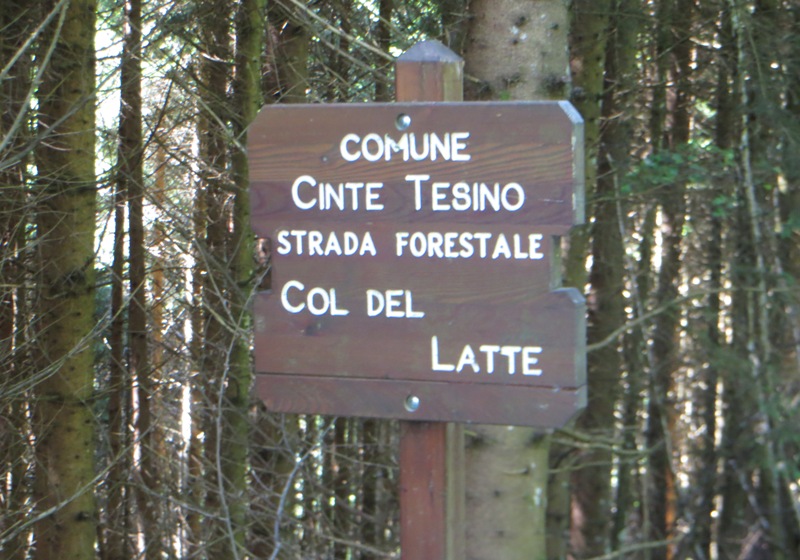 COMUNE
CINTE TESINO
STRADA FORESTALE
COL DEL
LATTE